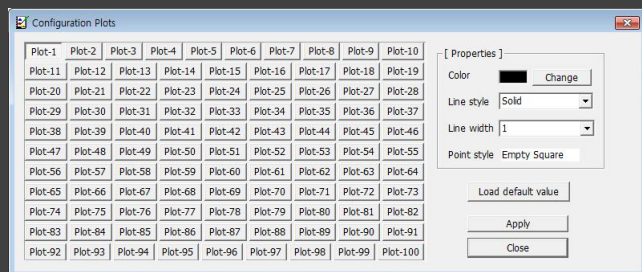 Configuration Plots
Plot-1 Plot-2 Plot-3 Plot-4 Plot-5 Plot-6 Plot-7 Plot-8 Plot-9 Plot-10
Plot-11 Plot-12 Plot-13 Plot-14 Plot-15 Plot-16 Plot-17 Plot-18 Plot-19
Plot-20 Plot-21 Plot-22 Plot-23 Plot-24 Plot-25 Plot-26 Plot-27 Plot-28
Plot-29 Plot-30 Plot-31 Plot-32 Plot-33 Plot-34 Plot-35 Plot-36 Plot-37
Plot-38 Plot-39 Plot-40 Plot-41 Plot-42 Plot-43 Plot-44 Plot-45 Plot-46
Plot-47 Plot-48 Plot-49 Plot-50 Plot-51 Plot-52 Plot-53 Plot-54 Plot-55
Plot-56 Plot-57 Plot-58 Plot-59 Plot-60 Plot-61 Plot-62 Plot-63 Plot-64
Plot-65 Plot-66 Plot-67 Plot-68 Plot-69 Plot-70 Plot-71 Plot-72 Plot-73
Plot-74 Plot-75 Plot-76 Plot-77 Plot-78 Plot-79 Plot-80 Plot-81 Plot-82
Plot-83 Plot-84 Plot-85 Plot-86 Plot-87 Plot-88 Plot-89 Plot-90 Plot-91
Plot-92 Plot-93 Plot-94 Plot-95 Plot-96 Plot-97 Plot-98 Plot-99 Plot-100
[ Properties ]
Color Change
Line style Solid
Line width 1
Point style Empty Square
Load default value
Apply
Close